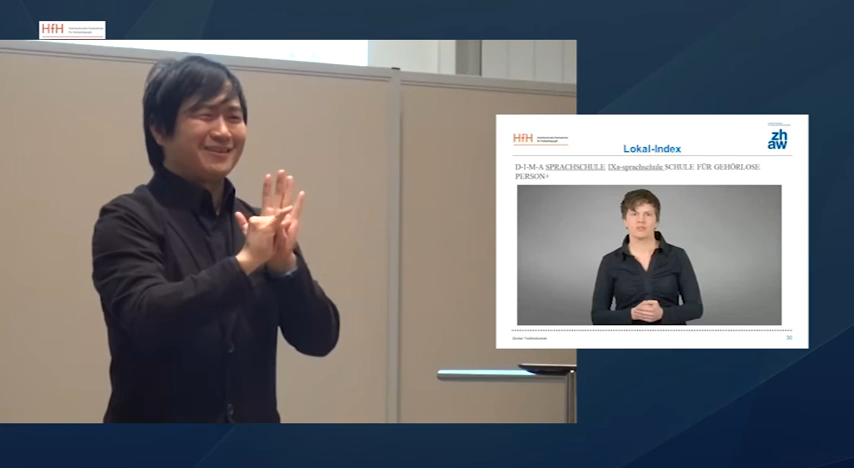 HfH
HfH
zh
aw
Lokal-Index
D-I-M-A SPRACHSCHULE IXa-sprachschule SCHULE FÜR GEHÖRLOSE
PERSON+
30